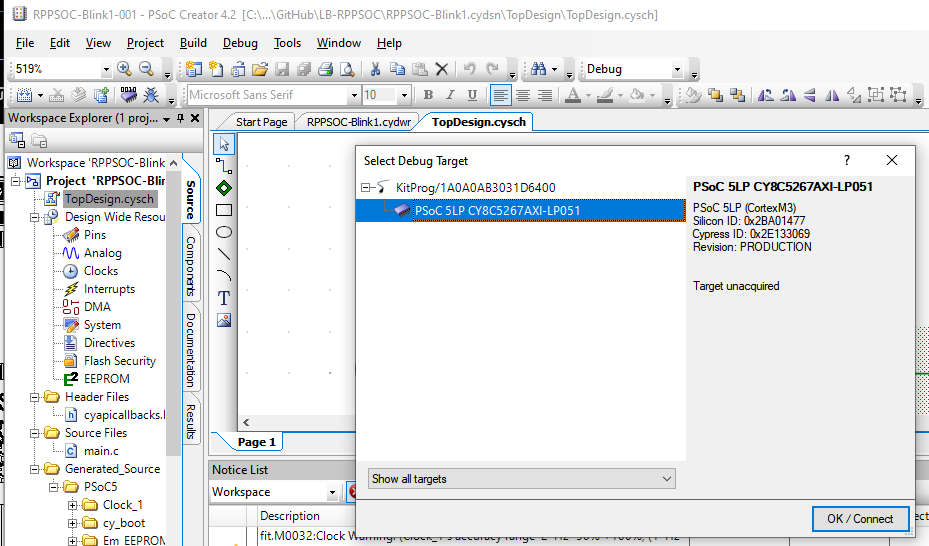 RPPSOC-Blink1-001 - PSoC Creator 4.2 [C:\...\GitHub\LB-RPPSOC\RPPSOC-Blink1.cydsn\TopDesign\TopDesign.cysch]
File Edit View Project Build Debug Tools Window Help
519% Debug
Microsoft Sans Serif 10 B I U A
Workspace Explorer (1 proj...
Start Page RPPSOC-Blink1.cydwr TopDesign.cysch
Workspace 'RPPSOC-Blink
Project 'RPPSOC-Blin
TopDesign.cysch
Design Wide Resou
Pins
Analog
Clocks
Interrupts
DMA
System
Directives
Flash Security
EEPROM
Header Files
cyapicallbacks.h
Source Files
main.c
Generated_Source
PSoC5
Clock_1
cy_boot
Em_EEPROM
Source
Components
Documentation
Results
Select Debug Target
KitProg/1A0A0AB3031D6400
PSoC 5LP CY8C5267AXI-LP051
PSoC 5LP CY8C5267AXI-LP051
PSoC 5LP (CortexM3)
Silicon ID: 0x2BA01477
Cypress ID: 0x2E133069
Revision: PRODUCTION
Target unacquired
Show all targets
OK / Connect
Page 1
Notice List
Workspace
Description